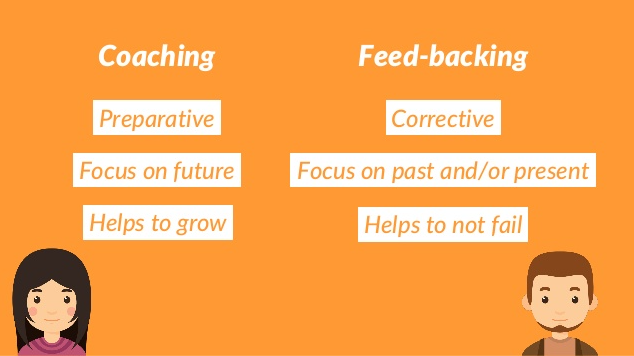 Coaching
Preparative
Focus on future
Helps to grow
Feed-backing
Corrective
Focus on past and/or present
Helps to not fail